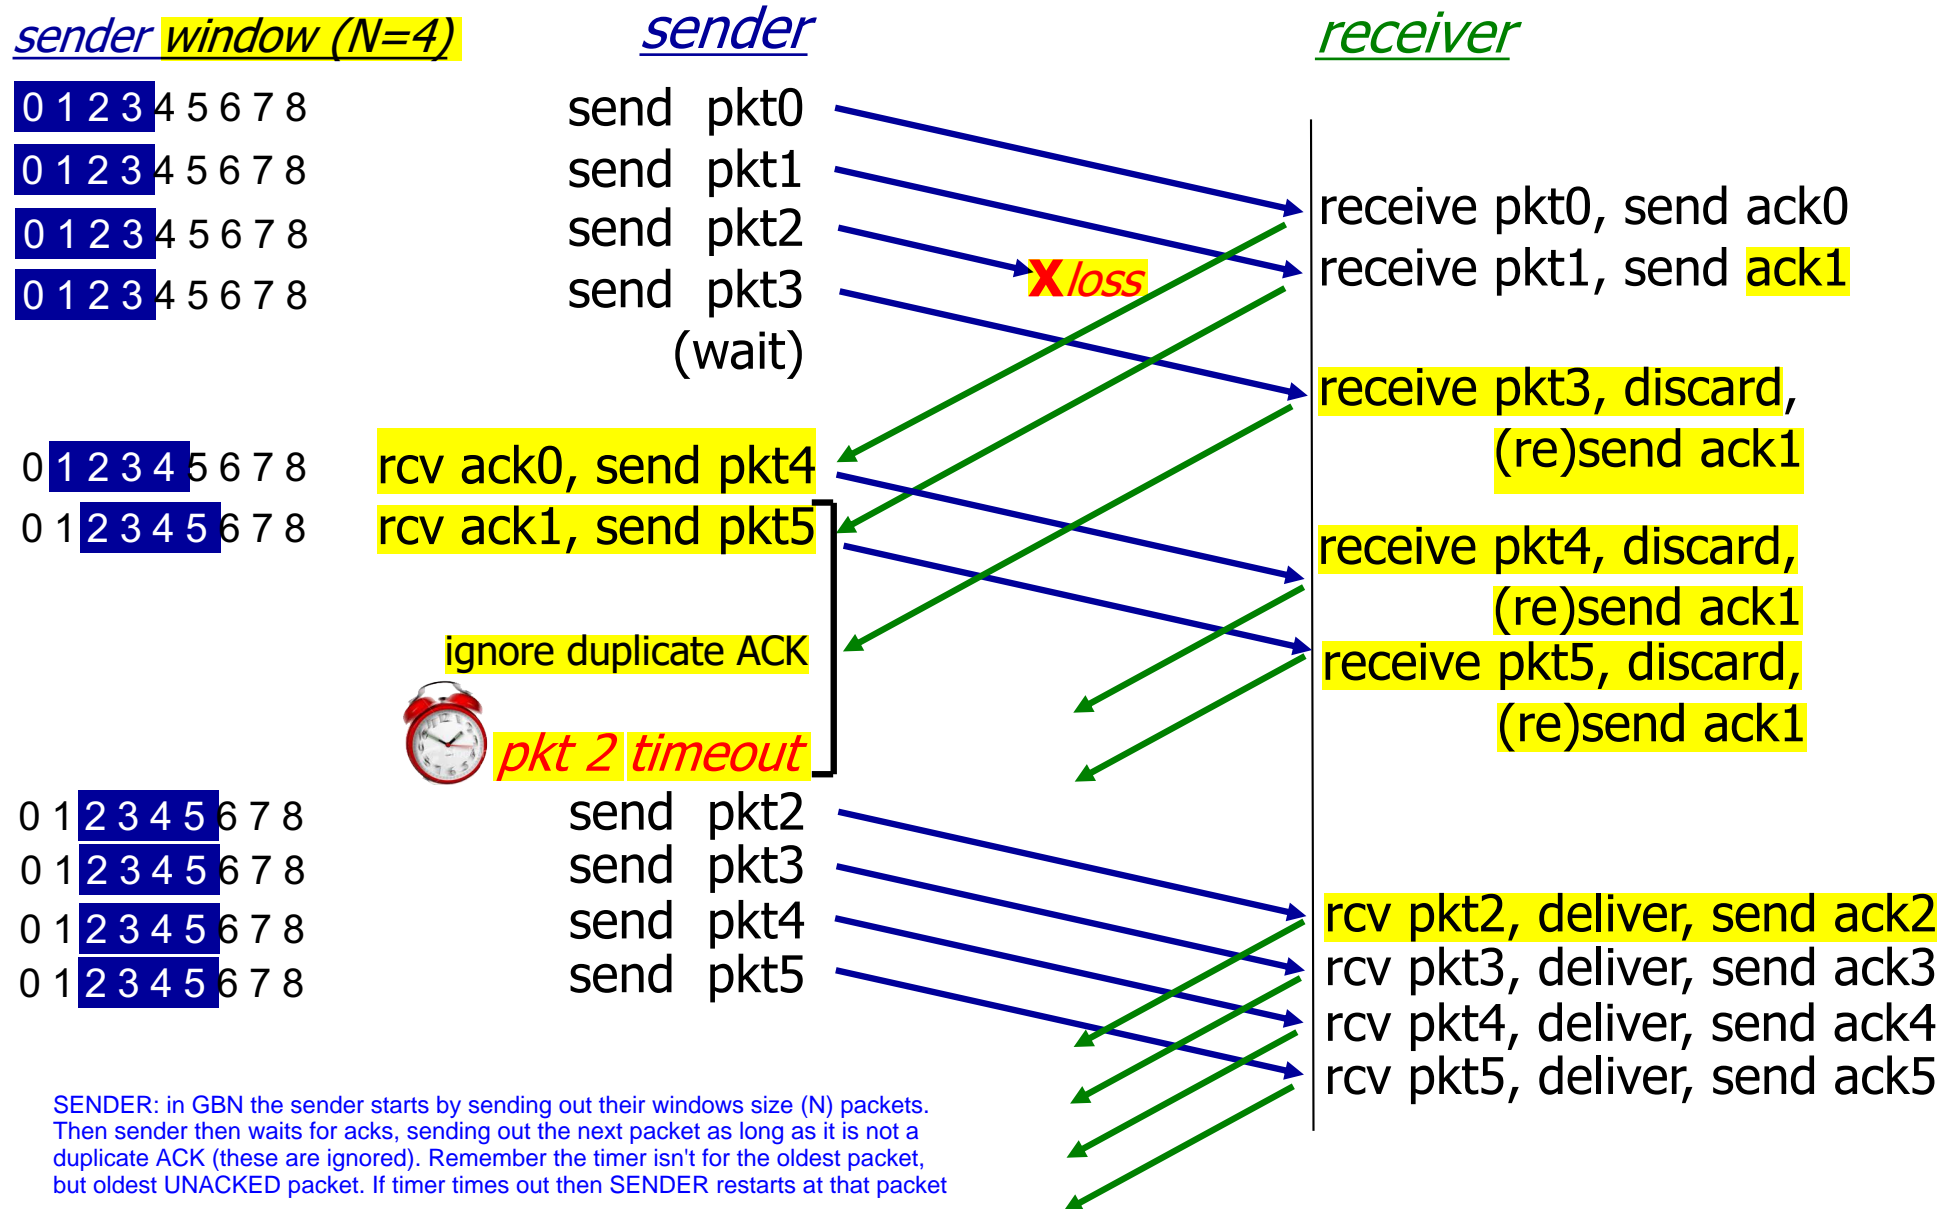 sender window (N=4)
sender
receiver
0 1 2 3 4 5 6 7 8
send pkt0
0 1 2 3 4 5 6 7 8
send pkt1
receive pkt0, send ack0
0 1 2 3 4 5 6 7 8
send pkt2
receive pkt1, send ack1
X loss
0 1 2 3 4 5 6 7 8
send pkt3
(wait)
receive pkt3, discard,
(re)send ack1
0 1 2 3 4 5 6 7 8
rcv ack0, send pkt4
0 1 2 3 4 5 6 7 8
rcv ack1, send pkt5
receive pkt4, discard,
(re)send ack1
ignore duplicate ACK
receive pkt5, discard,
(re)send ack1
pkt 2 timeout
0 1 2 3 4 5 6 7 8
send pkt2
0 1 2 3 4 5 6 7 8
send pkt3
0 1 2 3 4 5 6 7 8
send pkt4
rcv pkt2, deliver, send ack2
0 1 2 3 4 5 6 7 8
send pkt5
rcv pkt3, deliver, send ack3
rcv pkt4, deliver, send ack4
rcv pkt5, deliver, send ack5
SENDER: in GBN the sender starts by sending out their windows size (N) packets.
Then sender then waits for acks, sending out the next packet as long as it is not a
duplicate ACK (these are ignored). Remember the timer isn't for the oldest packet,
but oldest UNACKED packet. If timer times out then SENDER restarts at that packet